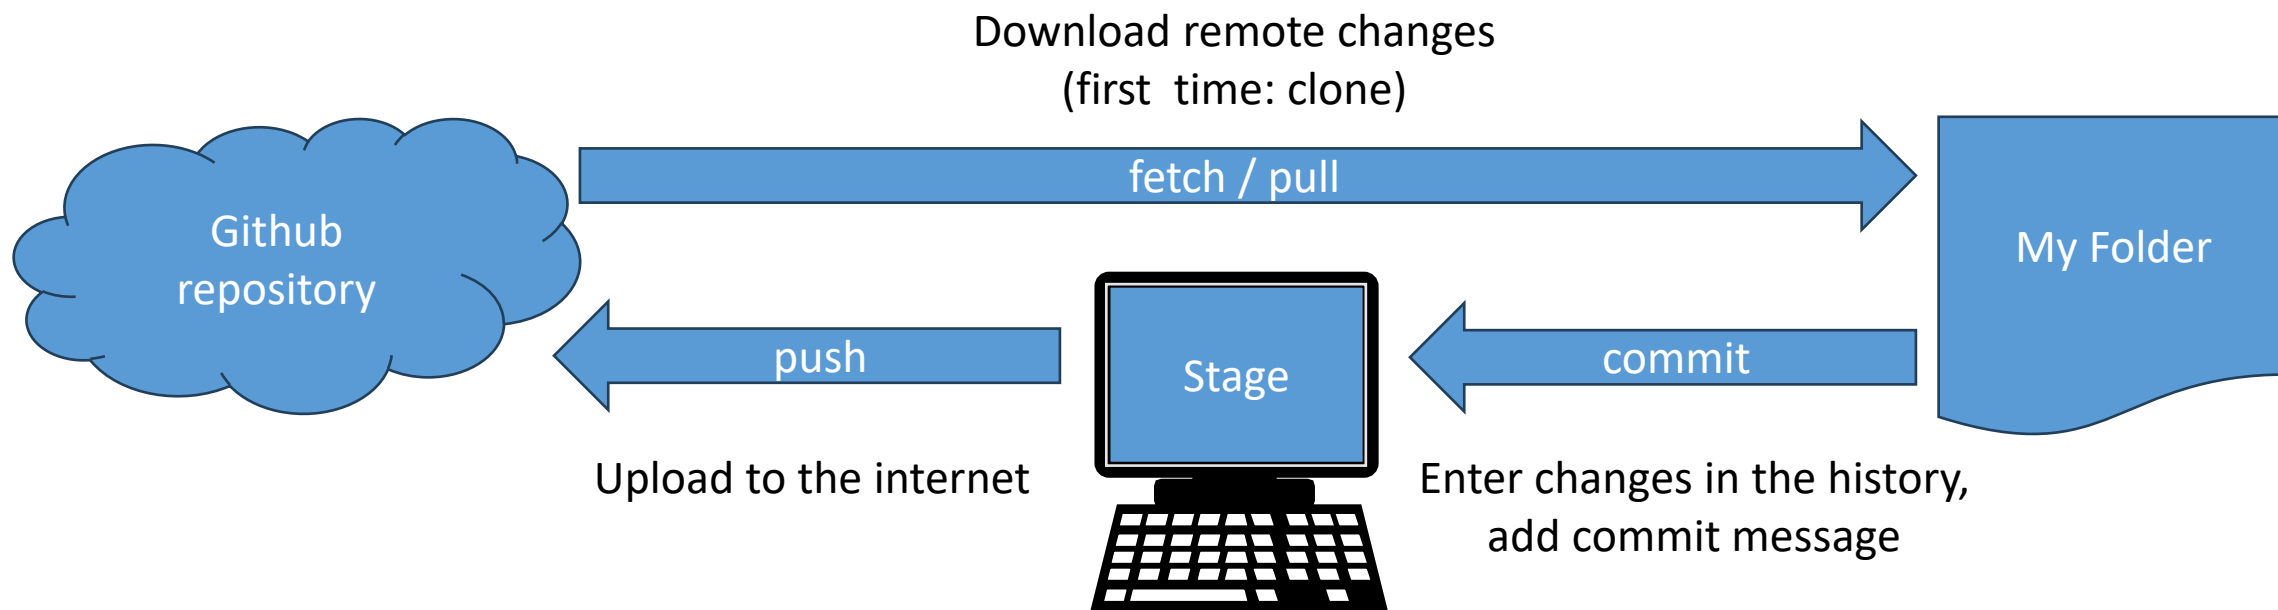 Download remote changes
(first  time: clone)
fetch / pull
Github
repository
My Folder
push
Stage
commit
Upload to the internet
Enter changes in the history,
add commit message